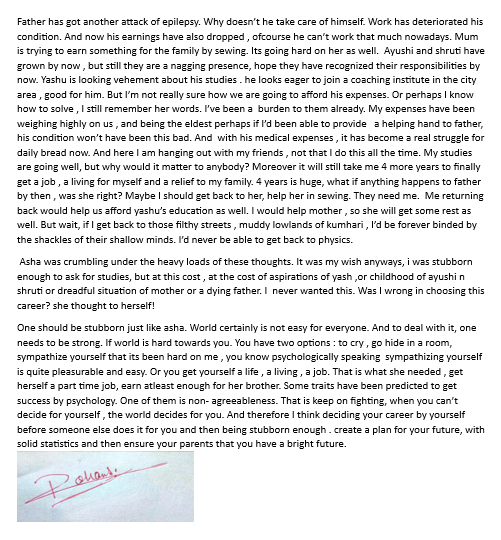 Father has got another attack of epilepsy. Why doesn't he take care of himself. Work has deteriorated his
condition. And now his earnings have also dropped , ofcourse he can't work that much nowadays. Mum
is trying to earn something for the family by sewing. Its going hard on her as well.  Ayushi and shruti have
grown by now , but still they are a nagging presence, hope they have recognized their responsibilities by
now. Yashu is looking vehement about his studies . he looks eager to join a coaching institute in the city
area , good for him. But I'm not really sure how we are going to afford his expenses. Or perhaps I know
how to solve , I still remember her words. I've been a  burden to them already. My expenses have been
weighing highly on us , and being the eldest perhaps if I'd been able to provide   a helping hand to father,
his condition won't have been this bad. And  with his medical expenses , it has become a real struggle for
daily bread now. And here I am hanging out with my friends , not that I do this all the time. My studies
are going well, but why would it matter to anybody? Moreover it will still take me 4 more years to finally
get a job , a living for myself and a relief to my family. 4 years is huge, what if anything happens to father
by then , was she right? Maybe I should get back to her, help her in sewing. They need me.  Me returning
back would help us afford yashu's education as well. I would help mother , so she will get some rest as
well. But wait, if I get back to those filthy streets , muddy lowlands of kumhari , I'd be forever binded by
the shackles of their shallow minds. I'd never be able to get back to physics.
Asha was crumbling under the heavy loads of these thoughts. It was my wish anyways, i was stubborn
enough to ask for studies, but at this cost , at the cost of aspirations of yash ,or childhood of ayushi n
shruti or dreadful situation of mother or a dying father. I  never wanted this. Was I wrong in choosing this
career? she thought to herself!
One should be stubborn just like asha. World certainly is not easy for everyone. And to deal with it, one
needs to be strong. If world is hard towards you. You have two options : to cry , go hide in a room,
sympathize yourself that its been hard on me , you know psychologically speaking  sympathizing yourself
is quite pleasurable and easy. Or you get yourself a life , a living , a job. That is what she needed , get
herself a part time job, earn atleast enough for her brother. Some traits have been predicted to get
success by psychology. One of them is non- agreeableness. That is keep on fighting, when you can't
decide for yourself , the world decides for you. And therefore I think deciding your career by yourself
before someone else does it for you and then being stubborn enough . create a plan for your future, with
solid statistics and then ensure your parents that you have a bright future.